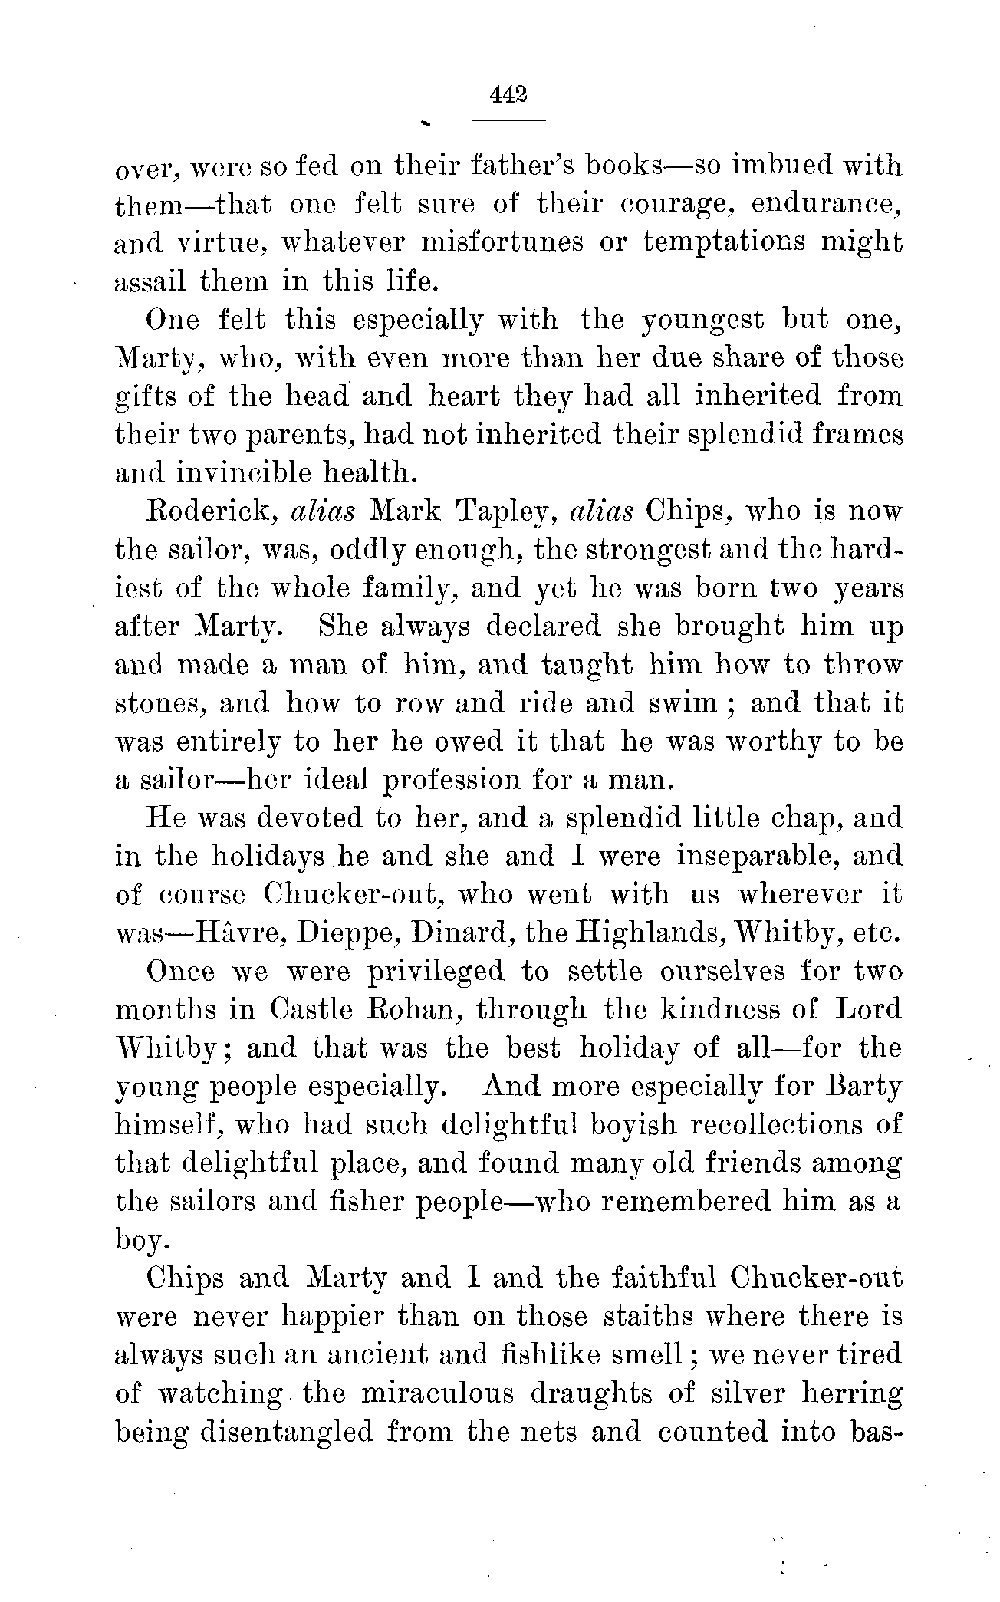 442
over, were so fed on their father's books—so imbued with
them—that one felt sure of their courage, endurance,
and virtue, whatever misfortunes or temptations might
assail them in this life.
One felt this especially with the youngest but one,
Marty, who, with even more than her due share of those
gifts of the head and heart they had all inherited from
their two parents, had not inherited their splendid frames
and invincible health.
Roderick, alias Mark Tapley, alias Chips, who is now
the sailor, was, oddly enough, the strongest and the hard-
iest of the whole family, and yet he was born two years
after Marty. She always declared she brought him up
and made a man of him, and taught him how to throw
stones, and how to row and ride and swim; and that it
was entirely to her he owed it that he was worthy to be
a sailor—her ideal profession for a man.
He was devoted to her, and a splendid little chap, and
in the holidays he and she and I were inseparable, and
of course Chucker-out, who went with us wherever it
was—Hâvre, Dieppe, Dinard, the Highlands, Whitby, etc.
Once we were privileged to settle ourselves for two
months in Castle Rohan, through the kindness of Lord
Whitby; and that was the best holiday of all—for the
young people especially. And more especially for Barty
himself, who had such delightful boyish recollections of
that delightful place, and found many old friends among
the sailors and fisher people—who remembered him as a
boy.
Chips and Marty and I and the faithful Chucker-out
were never happier than on those staiths where there is
always such an ancient and fishlike smell; we never tired
of watching the miraculous draughts of silver herring
being disentangled from the nets and counted into bas-